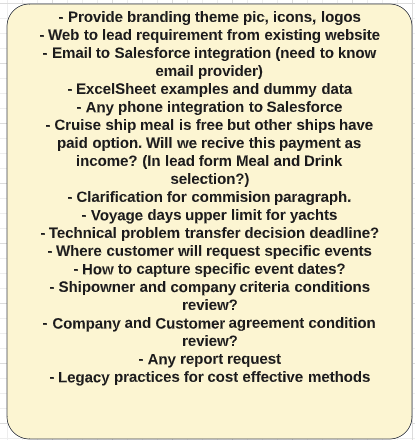 - Provide branding theme pic, icons, logos
- Web to lead requirement from existing website
- Email to Salesforce integration (need to know
email provider)
- ExcelSheet examples and dummy data
- Any phone integration to Salesforce
- Cruise ship meal is free but other ships have
paid option. Will we recive this payment as
income? (In lead form Meal and Drink
selection?)
- Clarification for commision paragraph.
- Voyage days upper limit for yachts
- Technical problem transfer decision deadline?
- Where customer will request specific events
- How to capture specific event dates?
- Shipowner and company criteria conditions
review?
- Company and Customer agreement condition
review?
- Any report request
- Legacy practices for cost effective methods